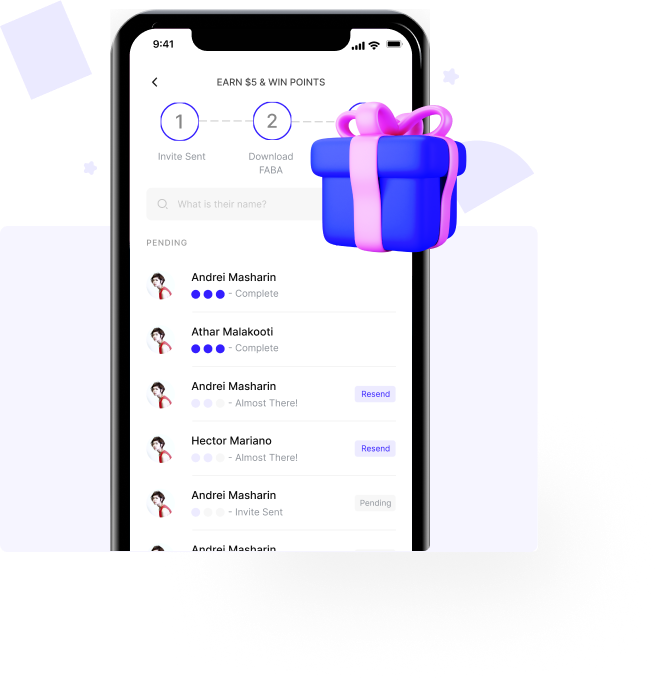 9:41
EARN $5 & WIN POINTS
1
2
Invite Sent
Download
FABA
What is their name?
PENDING
Andrei Masharin
- Complete
Athar Malakooti
- Complete
Andrei Masharin
- Almost There!
Resend
Hector Mariano
- Almost There!
Resend
Andrei Masharin
- Invite Sent
Pending
Andrei Masharin